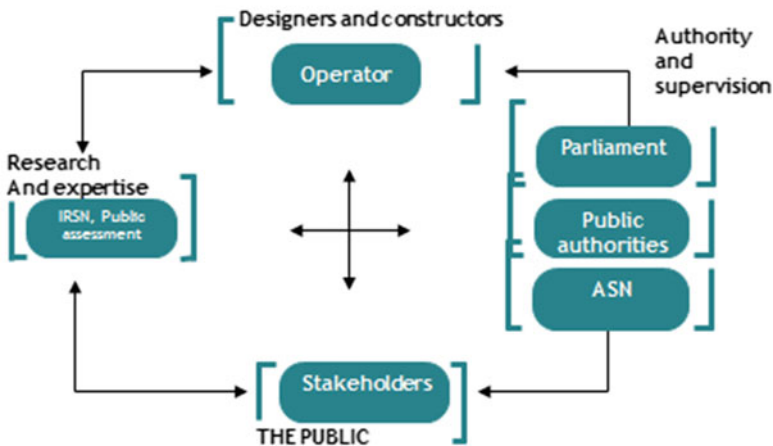 Designers and constructors
Operator
Authority
and
supervision
Parliament
Research
And expertise
IRSN, Public
assessment
Public
authorities
ASN
Stakeholders
THE PUBLIC